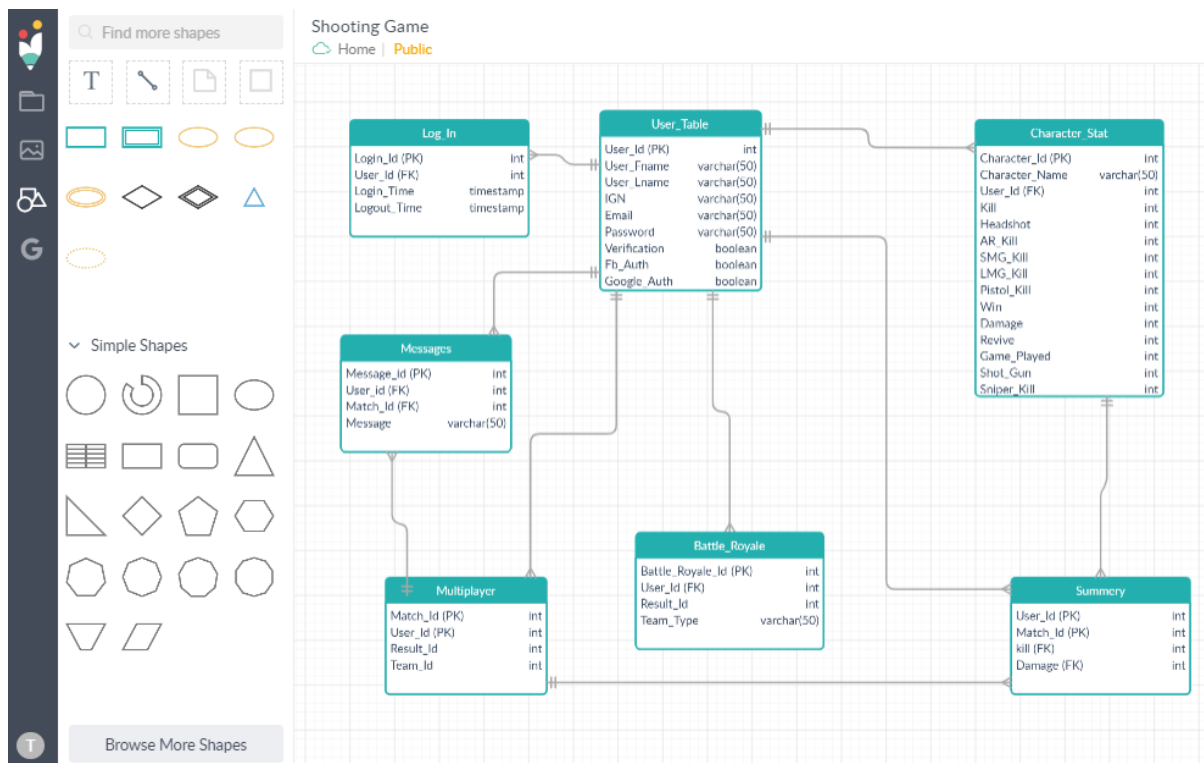 Find more shapes
T
G
Simple Shapes
Browse More Shapes
T
Shooting Game
Home | Public
Log_In
Login_Id (PK) int
User_Id (FK) int
Login_Time timestamp
Logout_Time timestamp
User_Table
User_Id (PK) int
User_Fname varchar(50)
User_Lname varchar(50)
IGN varchar(50)
Email varchar(50)
Password varchar(50)
Verification boolean
Fb_Auth boolean
Google_Auth boolean
Character_Stat
Character_Id (PK) int
Character_Name varchar(50)
User_Id (FK) int
Kill int
Headshot int
AR_Kill int
SMG_Kill int
LMG_Kill int
Pistol_Kill int
Win int
Damage int
Revive int
Game_Played int
Shot_Gun int
Sniper_Kill int
Messages
Message_Id (PK) int
User_id (FK) int
Match_Id (FK) int
Message varchar(50)
Battle_Royale
Battle_Royale_Id (PK) int
User_Id (FK) int
Result_Id int
Team_Type varchar(50)
Multiplayer
Match_Id (PK) int
User_Id (PK) int
Result_Id int
Team_Id int
Summery
User_Id (PK) int
Match_Id (PK) int
kill (FK) int
Damage (FK) int